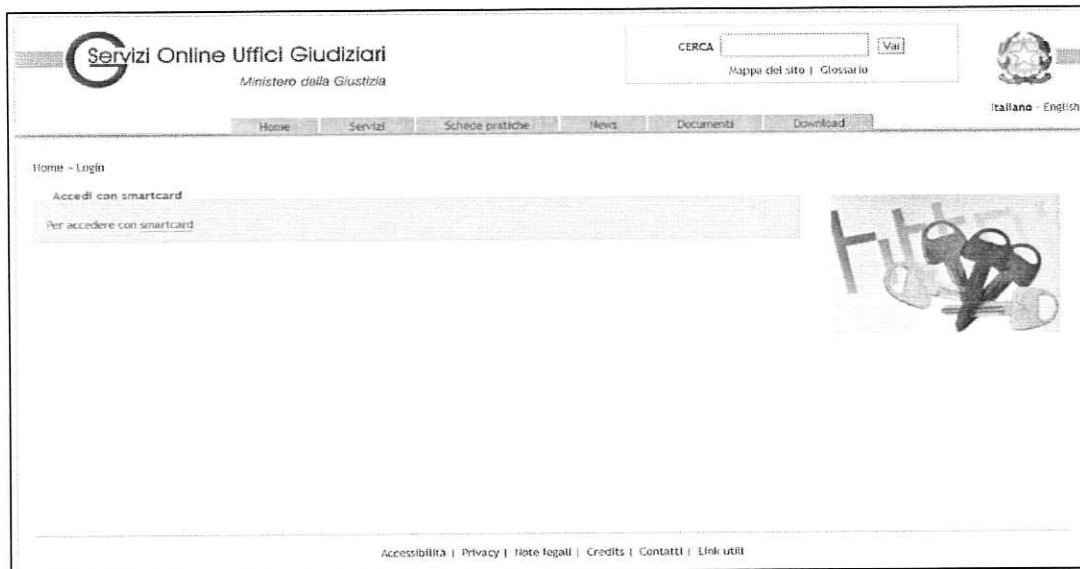 Servizi Online Uffici Giudiziari
Ministero della Giustizia
CERCA Vai
Mappa del sito | Glossario
Italiano - English
Home Servizi Schede pratiche News Documenti Download
Home - Login
Accedi con smartcard
Per accedere con smartcard
Accessibilità | Privacy | Note legali | Credits | Contatti | Link utili